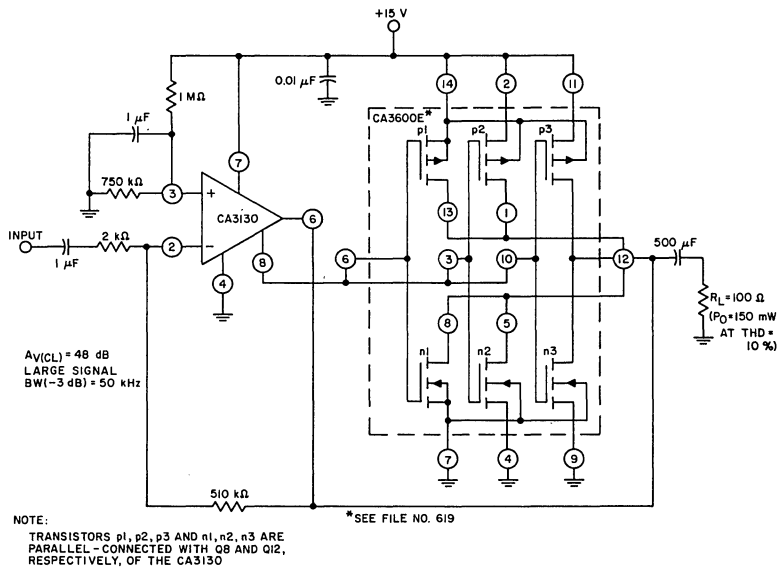 +15 V
0.01 µF
14
2
11
1 MΩ
CA3600E*
p1
p2
p3
1 µF
7
750 kΩ
3
+
CA3130
6
13
1
INPUT
2 kΩ
2
−
6
3
10
12
500 µF
1 µF
4
8
8
5
RL=100 Ω
(PO=150 mW
AT THD=
10 %)
n1
n2
n3
AV(CL) = 48 dB
LARGE SIGNAL
BW(-3 dB) = 50 kHz
7
4
9
510 kΩ
*SEE FILE NO. 619
NOTE:
TRANSISTORS p1, p2, p3 AND n1, n2, n3 ARE
PARALLEL-CONNECTED WITH Q8 AND Q12,
RESPECTIVELY, OF THE CA3130